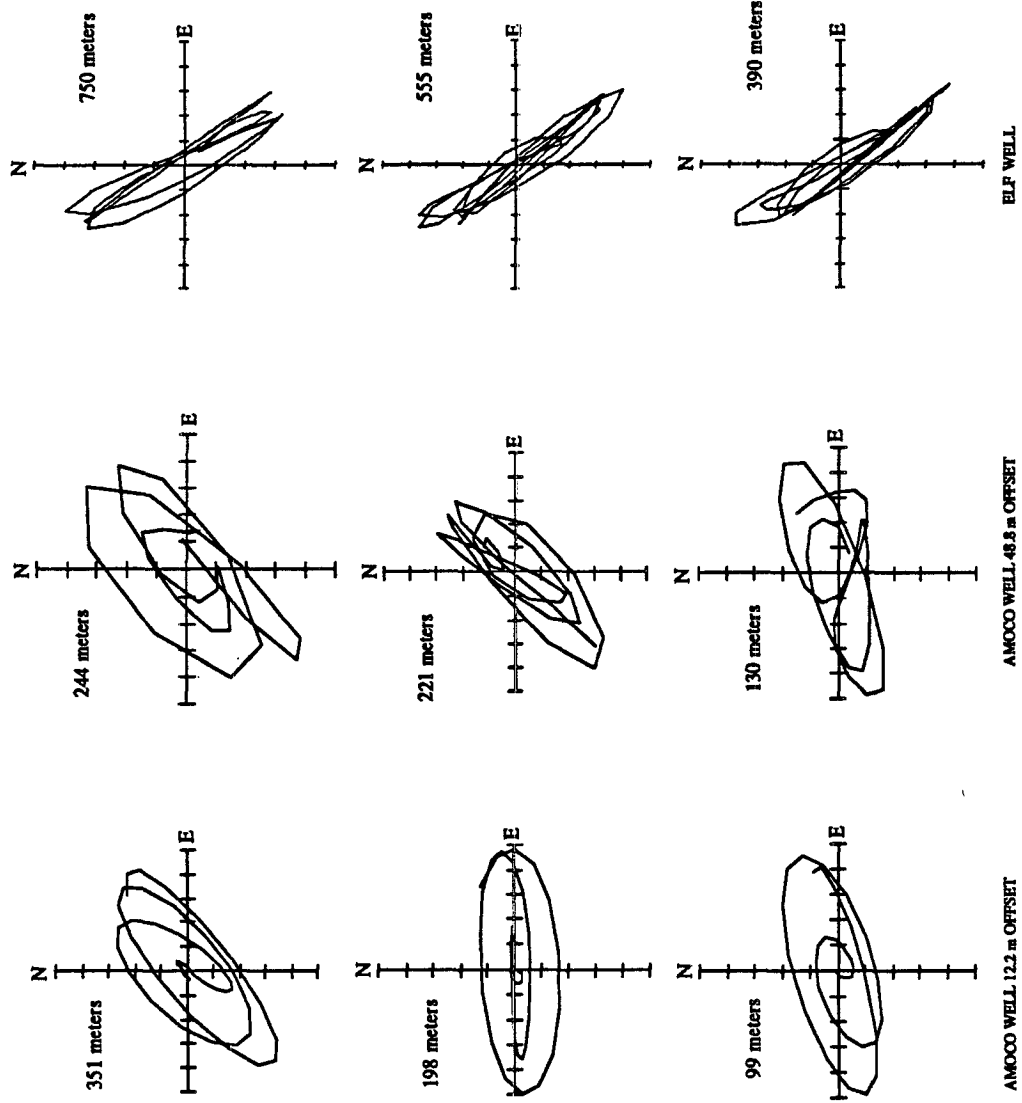 N
750 meters
E
N
555 meters
E
390 meters
N
E
ELF WELL
N
244 meters
E
N
221 meters
E
N
130 meters
E
AMOCO WELL 48.8 m OFFSET
N
351 meters
E
N
198 meters
E
N
99 meters
E
AMOCO WELL 12.2 m OFFSET